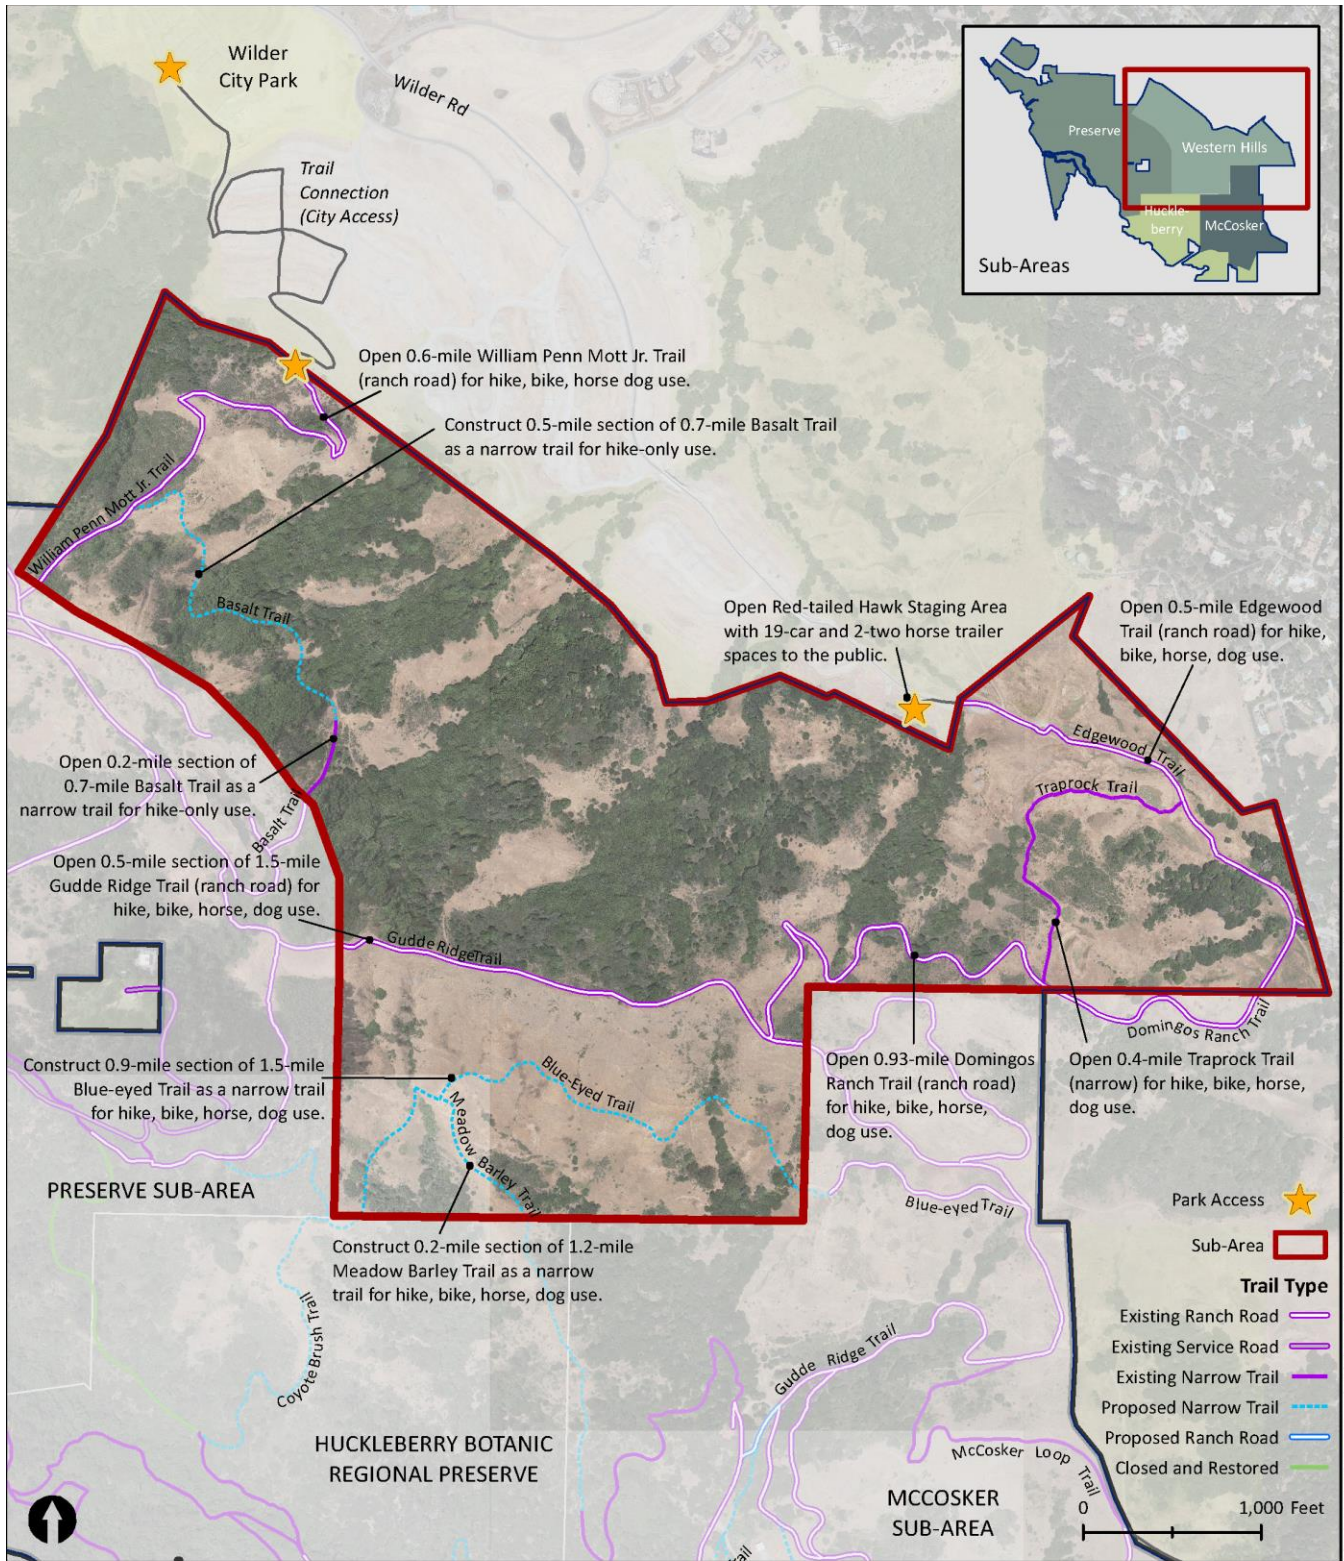 Wilder
City Park
Wilder Rd
Trail
Connection
(City Access)
Preserve
Western Hills
Huckle-
berry
McCosker
Sub-Areas
Open 0.6-mile William Penn Mott Jr. Trail
(ranch road) for hike, bike, horse dog use.
Construct 0.5-mile section of 0.7-mile Basalt Trail
as a narrow trail for hike-only use.
William Penn Mott Jr. Trail
Basalt Trail
Open Red-tailed Hawk Staging Area
with 19-car and 2-two horse trailer
spaces to the public.
Open 0.5-mile Edgewood
Trail (ranch road) for hike,
bike, horse, dog use.
Edgewood Trail
Traprock Trail
Open 0.2-mile section of
0.7-mile Basalt Trail as a
narrow trail for hike-only use.
Basalt Trail
Open 0.5-mile section of 1.5-mile
Gudde Ridge Trail (ranch road) for
hike, bike, horse, dog use.
Gudde Ridge Trail
Domingos Ranch Trail
Construct 0.9-mile section of 1.5-mile
Blue-eyed Trail as a narrow trail
for hike, bike, horse, dog use.
Blue-Eyed Trail
Meadow Barley Trail
Open 0.93-mile Domingos
Ranch Trail (ranch road)
for hike, bike, horse,
dog use.
Open 0.4-mile Traprock Trail
(narrow) for hike, bike, horse,
dog use.
PRESERVE SUB-AREA
Blue-eyed Trail
Construct 0.2-mile section of 1.2-mile
Meadow Barley Trail as a narrow
trail for hike, bike, horse, dog use.
Coyote Brush Trail
Gudde Ridge Trail
HUCKLEBERRY BOTANIC
REGIONAL PRESERVE
McCosker Loop Trail
MCCOSKER
SUB-AREA
Trail
Park Access
Sub-Area
Trail Type
Existing Ranch Road
Existing Service Road
Existing Narrow Trail
Proposed Narrow Trail
Proposed Ranch Road
Closed and Restored
0 1,000 Feet